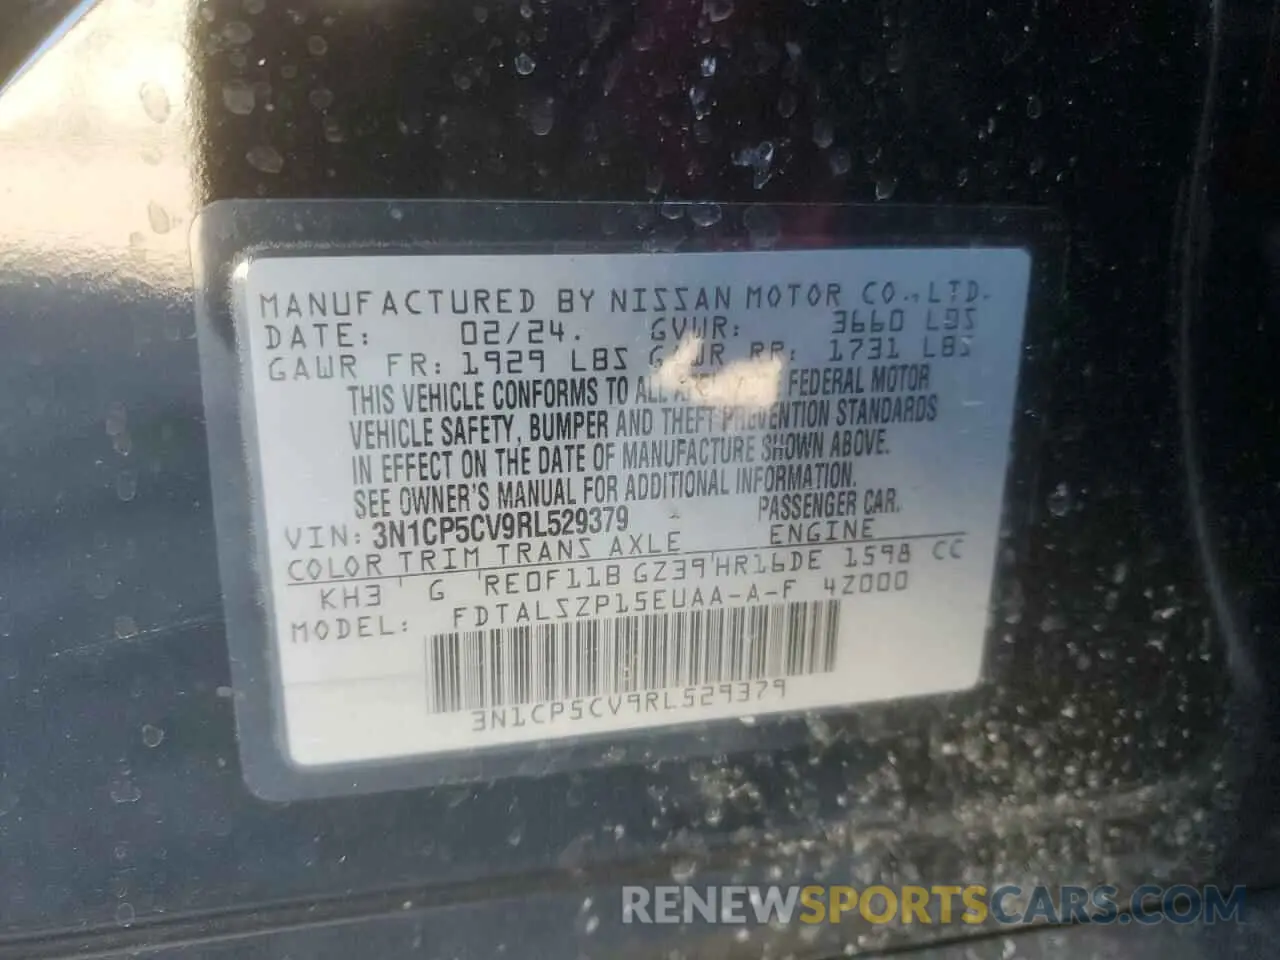 MANUFACTURED BY NISSAN MOTOR CO.,LTD.
DATE: 02/24. GVWR: 3660 LBS
GAWR FR: 1929 LBS GAWR RR: 1731 LBS
THIS VEHICLE CONFORMS TO ALL FEDERAL MOTOR
VEHICLE SAFETY, BUMPER AND THEFT PREVENTION STANDARDS
IN EFFECT ON THE DATE OF MANUFACTURE SHOWN ABOVE.
SEE OWNER'S MANUAL FOR ADDITIONAL INFORMATION.
VIN: 3N1CP5CV9RL529379 - PASSENGER CAR.
COLOR TRIM TRANS AXLE ENGINE
KH3 G RE0F11B GZ39 HR16DE 1598 CC
MODEL: FDTALSZP15EUAA-A-F 4Z000
3N1CP5CV9RL529379
RENEWSPORTSCARS.COM